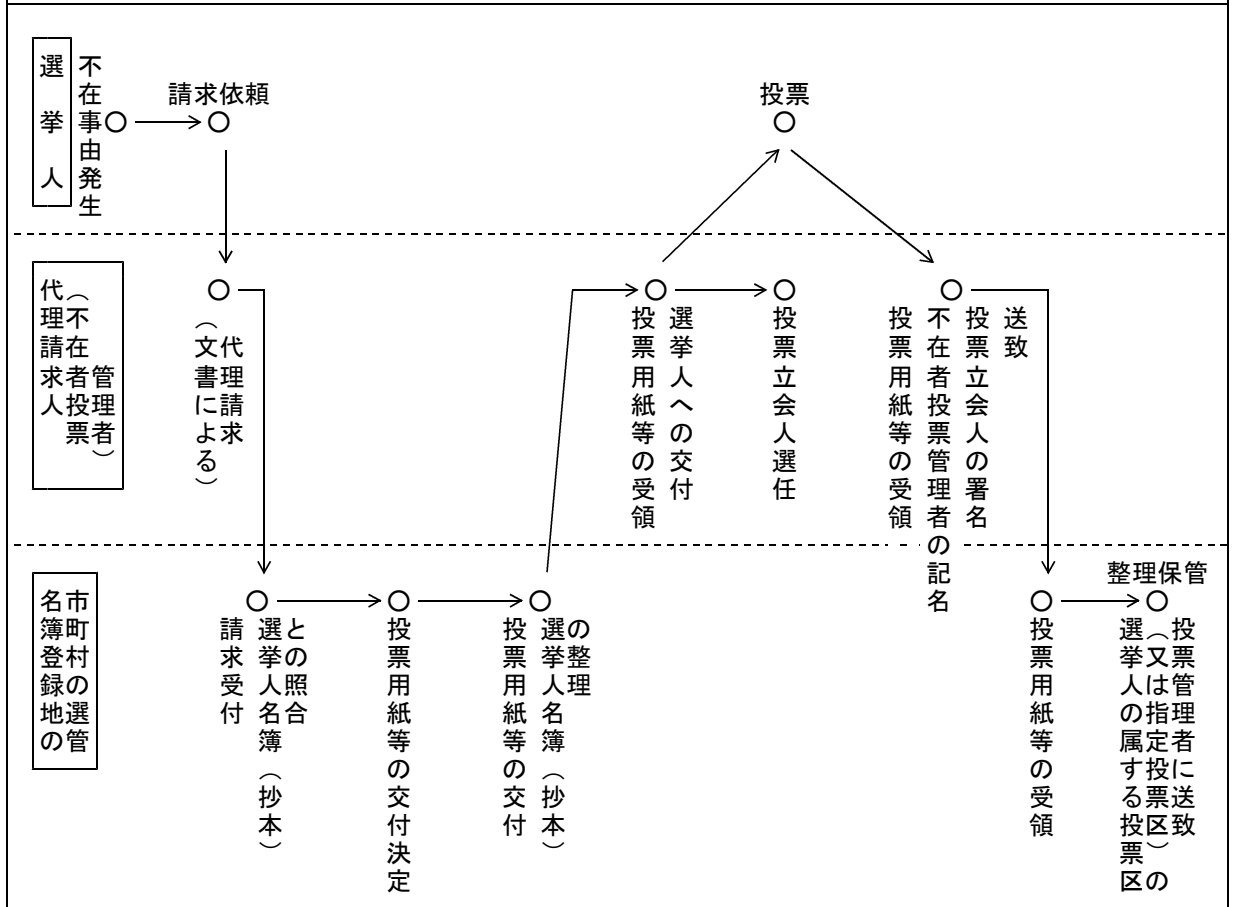 選挙人
不在事由発生
請求依頼
投票
代理請求人
（不在者投票
管理者）
代理請求
（文書による）
投票用紙等の受領
選挙人への交付
投票立会人選任
投票用紙等の受領
不在者投票管理者の記名
投票立会人の署名
送致
名簿登録地の
市町村の選管
請求受付
選挙人名簿（抄本）
との照合
投票用紙等の交付決定
投票用紙等の交付
選挙人名簿（抄本）
の整理
投票用紙等の受領
整理保管
選挙人の属する投票区
（又は指定投票区）の
投票管理者に送致